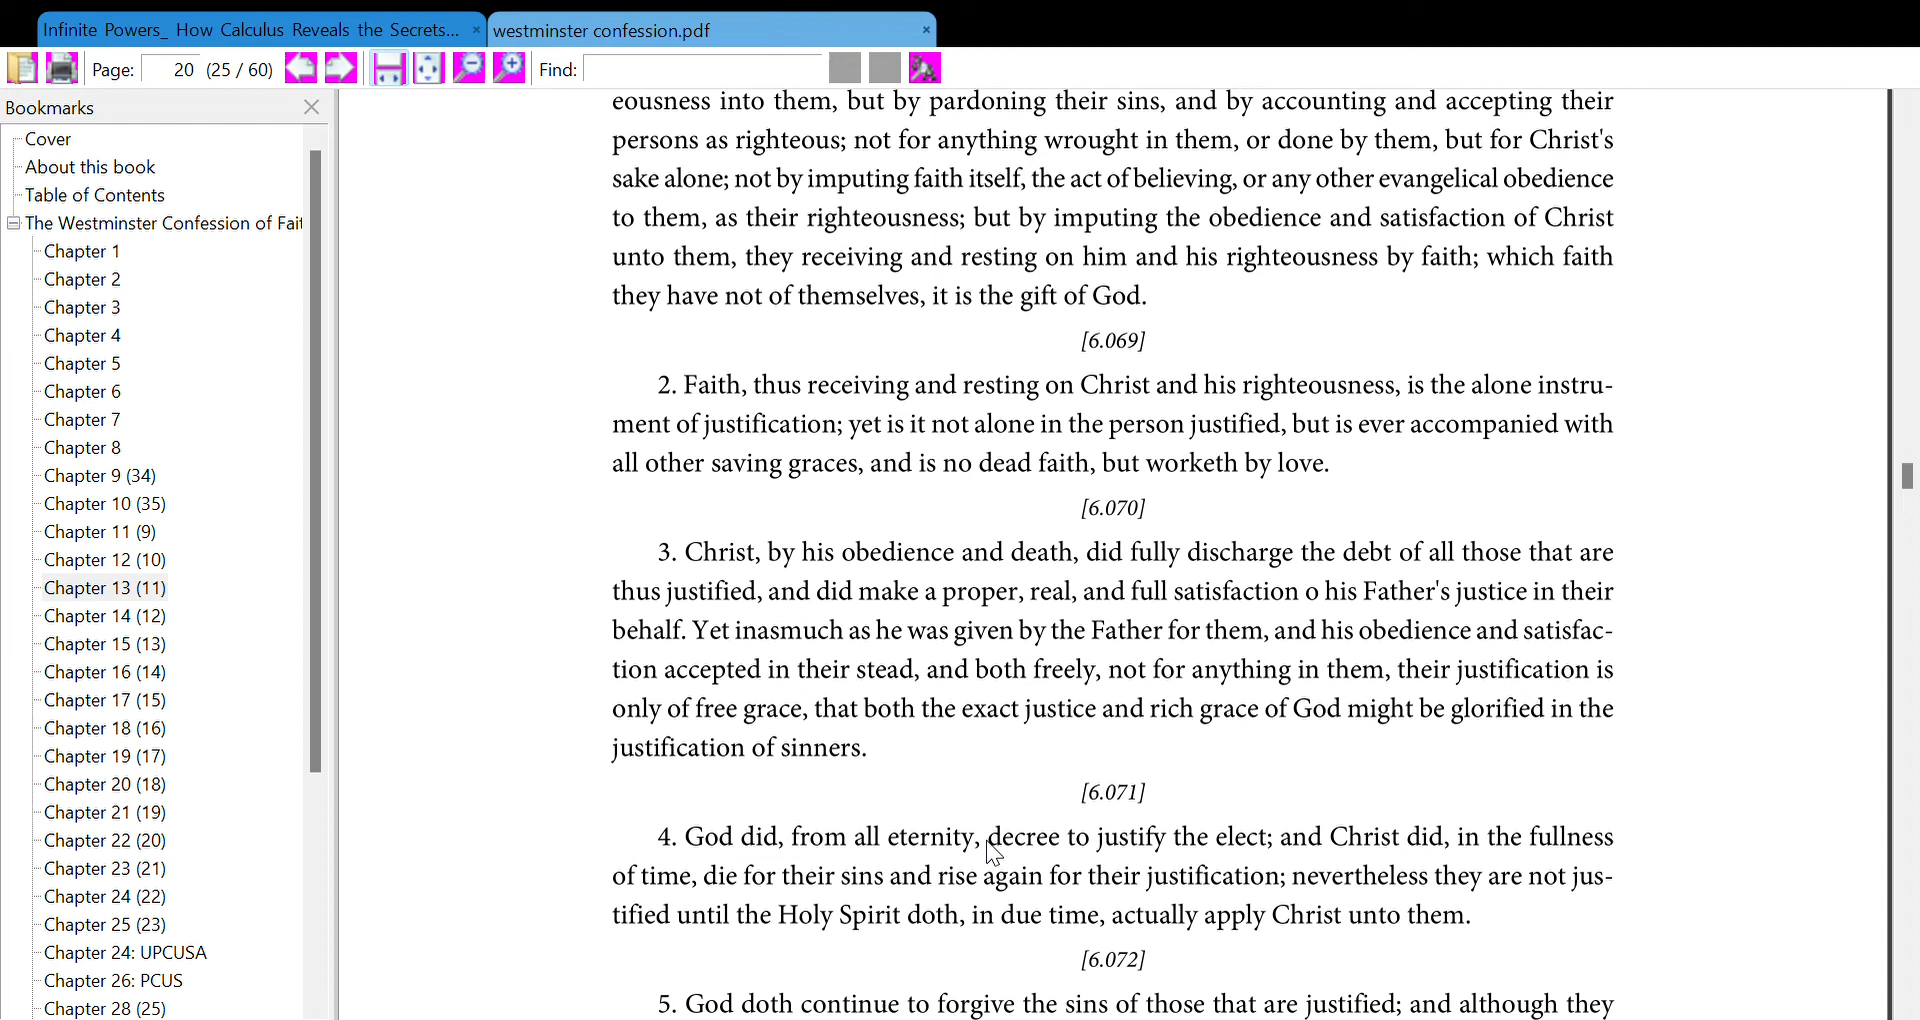 Infinite Powers_ How Calculus Reveals the Secrets... ×
westminster confession.pdf ×
Page: 20 (25 / 60) Find:
Bookmarks
Cover
About this book
Table of Contents
The Westminster Confession of Fait
Chapter 1
Chapter 2
Chapter 3
Chapter 4
Chapter 5
Chapter 6
Chapter 7
Chapter 8
Chapter 9 (34)
Chapter 10 (35)
Chapter 11 (9)
Chapter 12 (10)
Chapter 13 (11)
Chapter 14 (12)
Chapter 15 (13)
Chapter 16 (14)
Chapter 17 (15)
Chapter 18 (16)
Chapter 19 (17)
Chapter 20 (18)
Chapter 21 (19)
Chapter 22 (20)
Chapter 23 (21)
Chapter 24 (22)
Chapter 25 (23)
Chapter 24: UPCUSA
Chapter 26: PCUS
Chapter 28 (25)
eousness into them, but by pardoning their sins, and by accounting and accepting their
persons as righteous; not for anything wrought in them, or done by them, but for Christ's
sake alone; not by imputing faith itself, the act of believing, or any other evangelical obedience
to them, as their righteousness; but by imputing the obedience and satisfaction of Christ
unto them, they receiving and resting on him and his righteousness by faith; which faith
they have not of themselves, it is the gift of God.
[6.069]
2. Faith, thus receiving and resting on Christ and his righteousness, is the alone instru-
ment of justification; yet is it not alone in the person justified, but is ever accompanied with
all other saving graces, and is no dead faith, but worketh by love.
[6.070]
3. Christ, by his obedience and death, did fully discharge the debt of all those that are
thus justified, and did make a proper, real, and full satisfaction o his Father's justice in their
behalf. Yet inasmuch as he was given by the Father for them, and his obedience and satisfac-
tion accepted in their stead, and both freely, not for anything in them, their justification is
only of free grace, that both the exact justice and rich grace of God might be glorified in the
justification of sinners.
[6.071]
4. God did, from all eternity, decree to justify the elect; and Christ did, in the fullness
of time, die for their sins and rise again for their justification; nevertheless they are not jus-
tified until the Holy Spirit doth, in due time, actually apply Christ unto them.
[6.072]
5. God doth continue to forgive the sins of those that are justified; and although they